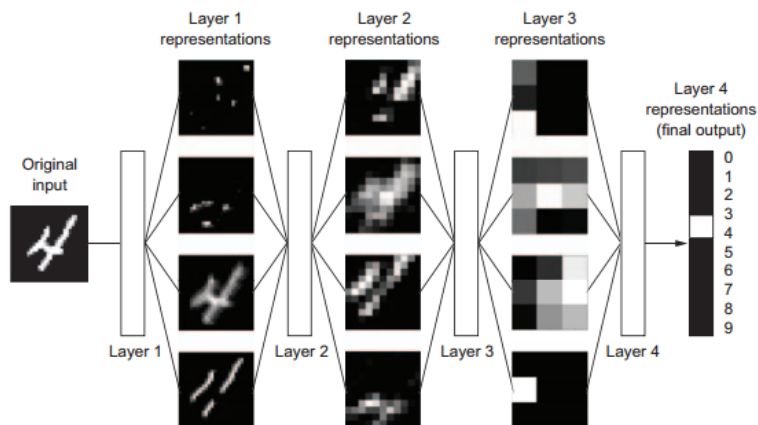 Layer 1
representations
Layer 2
representations
Layer 3
representations
Layer 4
representations
(final output)
Original
input
0
1
2
3
4
5
6
7
8
9
Layer 1
Layer 2
Layer 3
Layer 4